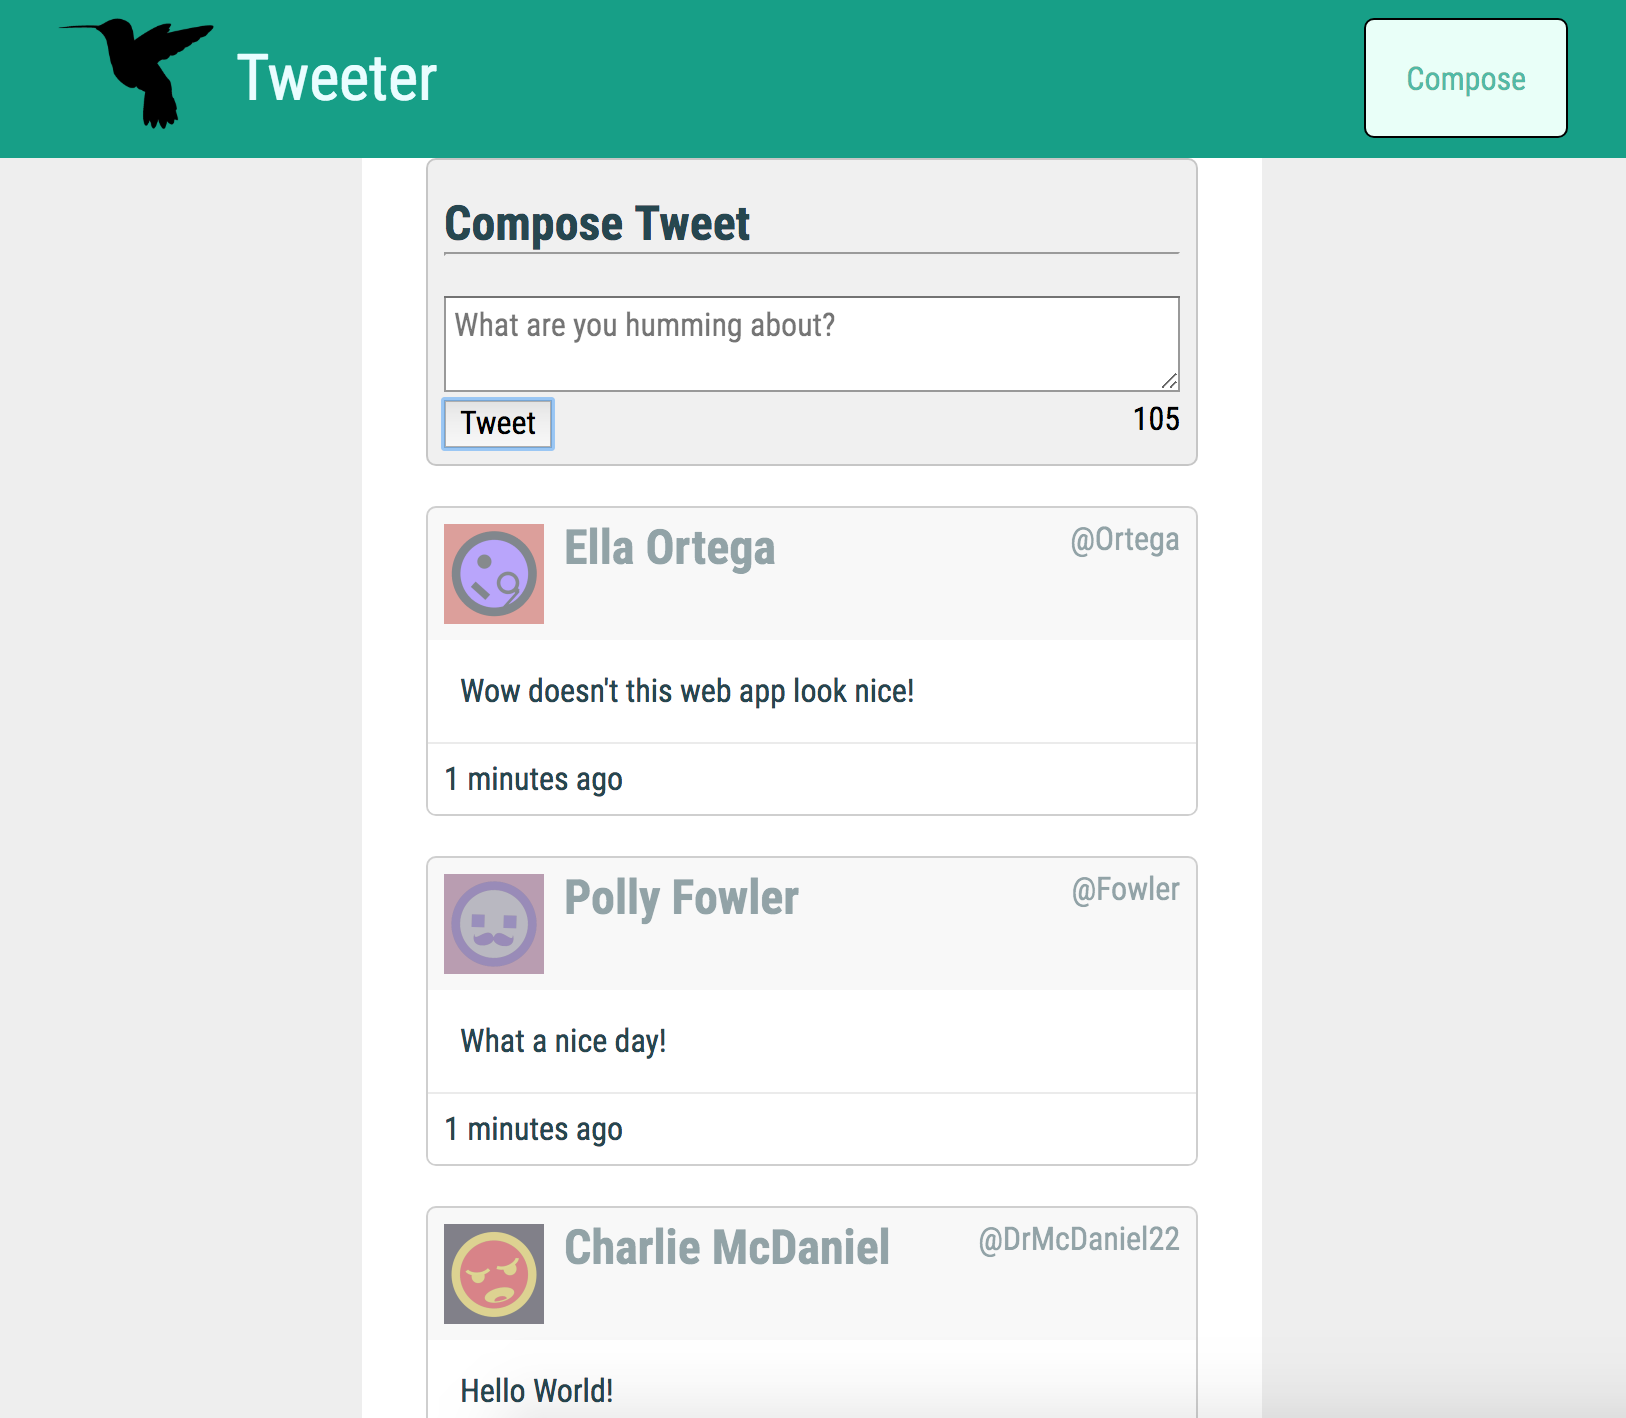 Tweeter
Compose
Compose Tweet
What are you humming about?
Tweet
105
Ella Ortega
@Ortega
Wow doesn't this web app look nice!
1 minutes ago
Polly Fowler
@Fowler
What a nice day!
1 minutes ago
Charlie McDaniel
@DrMcDaniel22
Hello World!